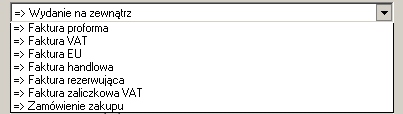 => Wydanie na zewnątrz
=> Faktura proforma
=> Faktura VAT
=> Faktura EU
=> Faktura handlowa
=> Faktura rezerwująca
=> Faktura zaliczkowa VAT
=> Zamówienie zakupu